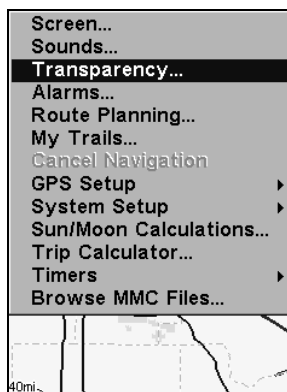 Screen...
Sounds...
Transparency...
Alarms...
Route Planning...
My Trails...
Cancel Navigation
GPS Setup
System Setup
Sun/Moon Calculations...
Trip Calculator...
Timers
Browse MMC Files...
40mi